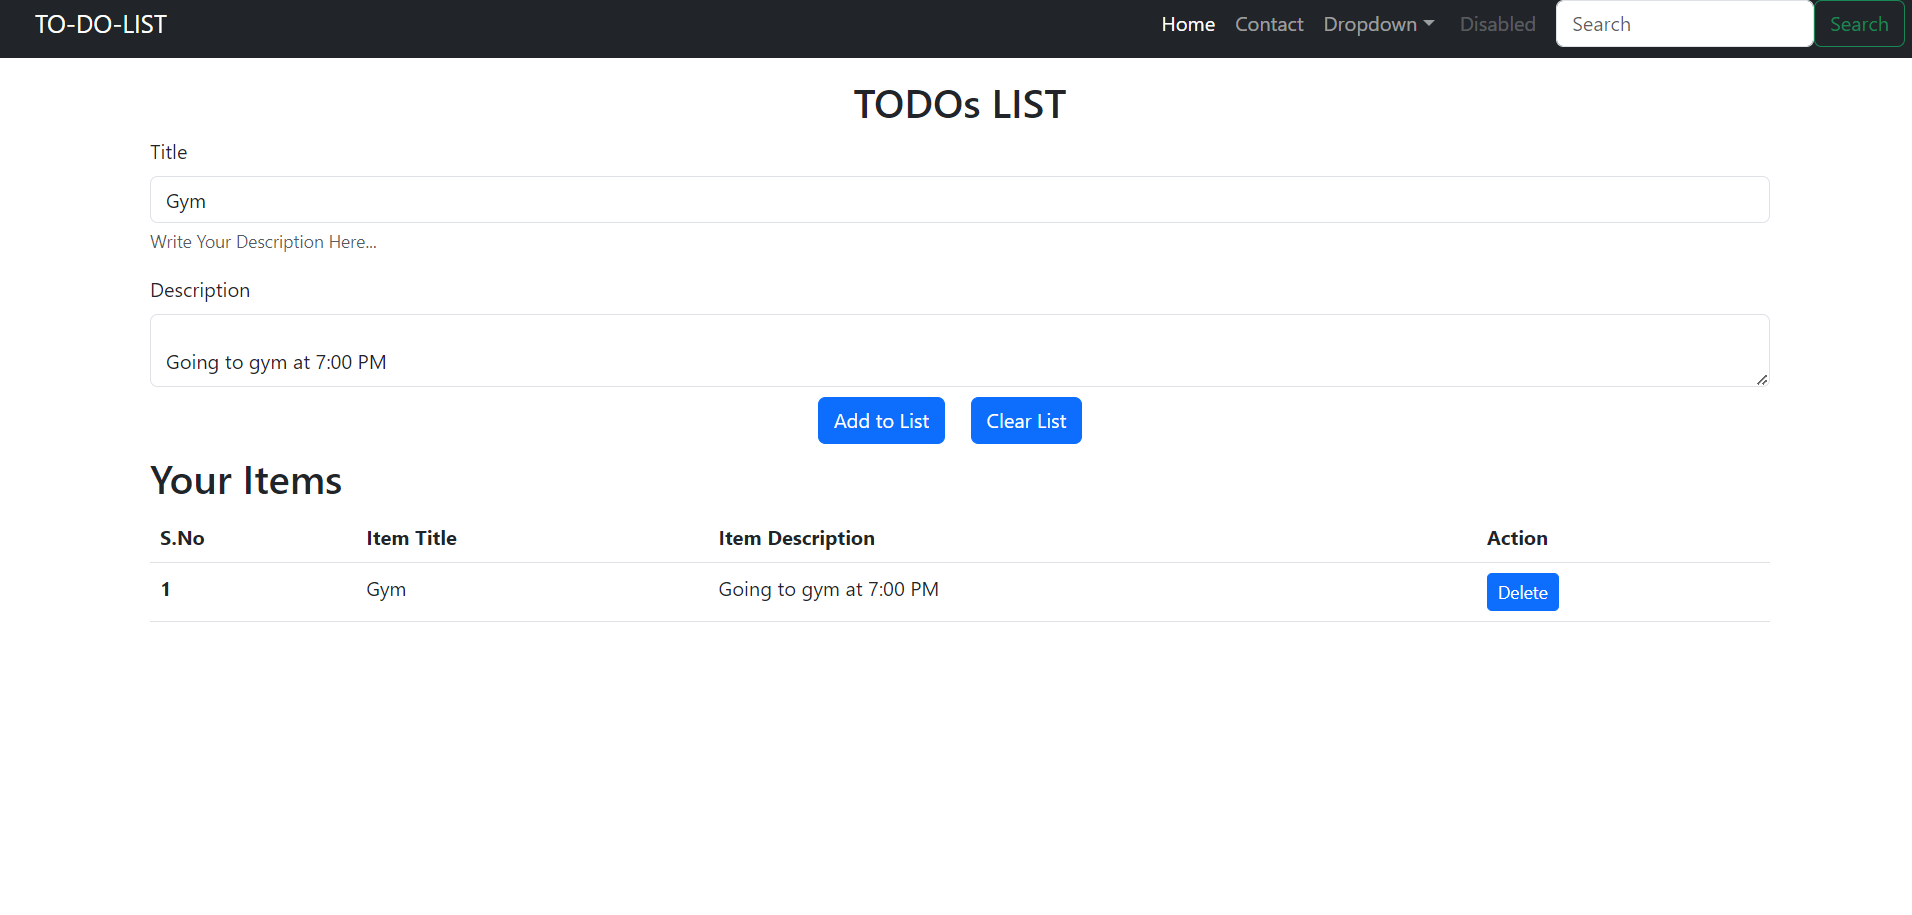 TO-DO-LIST Home Contact Dropdown Disabled Search Search
TODOs LIST
Title
Gym
Write Your Description Here...
Description
Going to gym at 7:00 PM
Add to List Clear List
Your Items
S.No Item Title Item Description Action
1 Gym Going to gym at 7:00 PM Delete